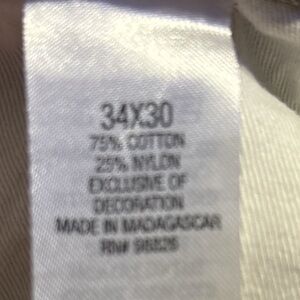 34X30
75% COTTON
25% NYLON
EXCLUSIVE OF
DECORATION
MADE IN MADAGASCAR
RN#